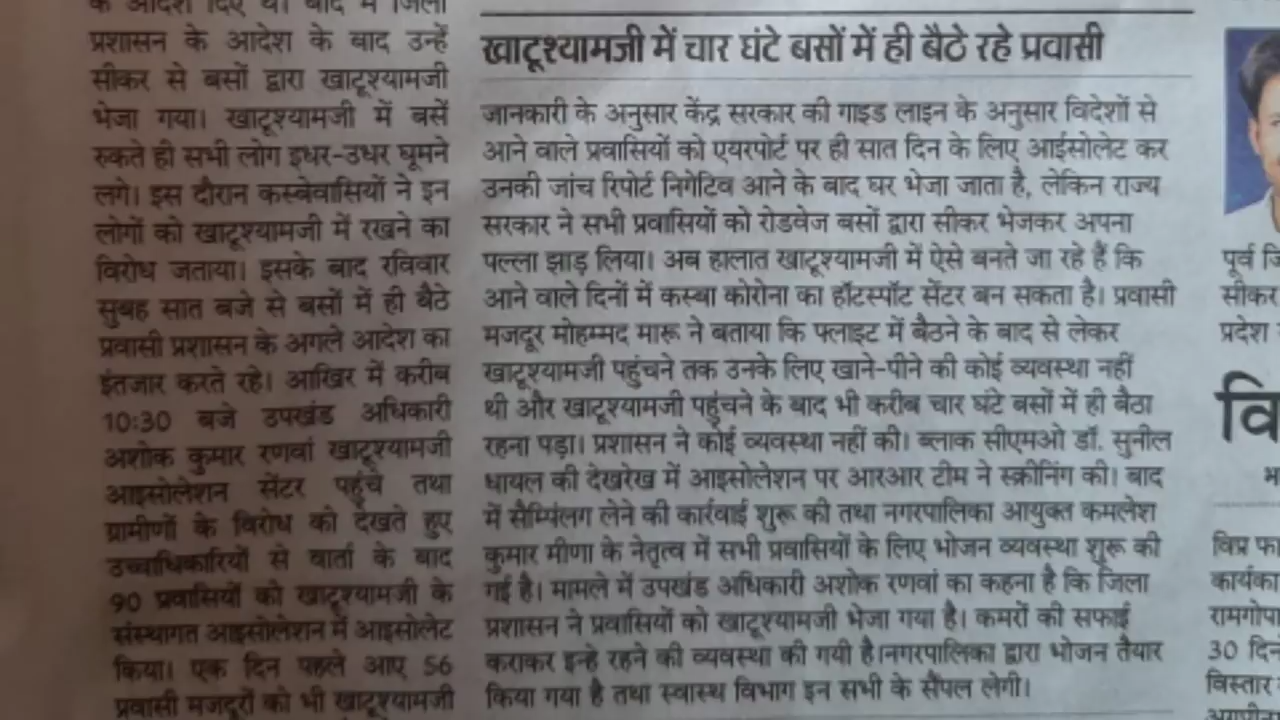 के आदेश दिए थे। बाद में जिला
प्रशासन के आदेश के बाद उन्हें
सीकर से बसों द्वारा खाटूश्यामजी
भेजा गया। खाटूश्यामजी में बसें
रुकते ही सभी लोग इधर-उधर घूमने
लगे। इस दौरान कस्बेवासियों ने इन
लोगों को खाटूश्यामजी में रखने का
विरोध जताया। इसके बाद रविवार
सुबह सात बजे से बसों में ही बैठे
प्रवासी प्रशासन के अगले आदेश का
इंतजार करते रहे। आखिर में करीब
10:30 बजे उपखंड अधिकारी
अशोक कुमार रणवां खाटूश्यामजी
आइसोलेशन सेंटर पहुंचे तथा
ग्रामीणों के विरोध को देखते हुए
उच्चाधिकारियों से वार्ता के बाद
90 प्रवासियों को खाटूश्यामजी के
संस्थागत आइसोलेशन में आइसोलेट
किया। एक दिन पहले आए 56
प्रवासी मजदूरों को भी खाटूश्यामजी
खाटूश्यामजी में चार घंटे बसों में ही बैठे रहे प्रवासी
जानकारी के अनुसार केंद्र सरकार की गाइड लाइन के अनुसार विदेशों से
आने वाले प्रवासियों को एयरपोर्ट पर ही सात दिन के लिए आईसोलेट कर
उनकी जांच रिपोर्ट निगेटिव आने के बाद घर भेजा जाता है, लेकिन राज्य
सरकार ने सभी प्रवासियों को रोडवेज बसों द्वारा सीकर भेजकर अपना
पल्ला झाड़ लिया। अब हालात खाटूश्यामजी में ऐसे बनते जा रहे हैं कि
आने वाले दिनों में कस्बा कोरोना का हॉटस्पॉट सेंटर बन सकता है। प्रवासी
मजदूर मोहम्मद मारू ने बताया कि फ्लाइट में बैठने के बाद से लेकर
खाटूश्यामजी पहुंचने तक उनके लिए खाने-पीने की कोई व्यवस्था नहीं
थी और खाटूश्यामजी पहुंचने के बाद भी करीब चार घंटे बसों में ही बैठा
रहना पड़ा। प्रशासन ने कोई व्यवस्था नहीं की। ब्लाक सीएमओ डॉ. सुनील
धायल की देखरेख में आइसोलेशन पर आरआर टीम ने स्क्रीनिंग की। बाद
में सैम्पिंलग लेने की कार्रवाई शुरू की तथा नगरपालिका आयुक्त कमलेश
कुमार मीणा के नेतृत्व में सभी प्रवासियों के लिए भोजन व्यवस्था शुरू की
गई है। मामले में उपखंड अधिकारी अशोक रणवां का कहना है कि जिला
प्रशासन ने प्रवासियों को खाटूश्यामजी भेजा गया है। कमरों की सफाई
कराकर इन्हे रहने की व्यवस्था की गयी है।नगरपालिका द्वारा भोजन तैयार
किया गया है तथा स्वास्थ विभाग इन सभी के सैंपल लेगी।
पूर्व
सीकर
प्रदेश
वि
विप्र
कार्यका
रामगोपा
30 दिन
विस्तार